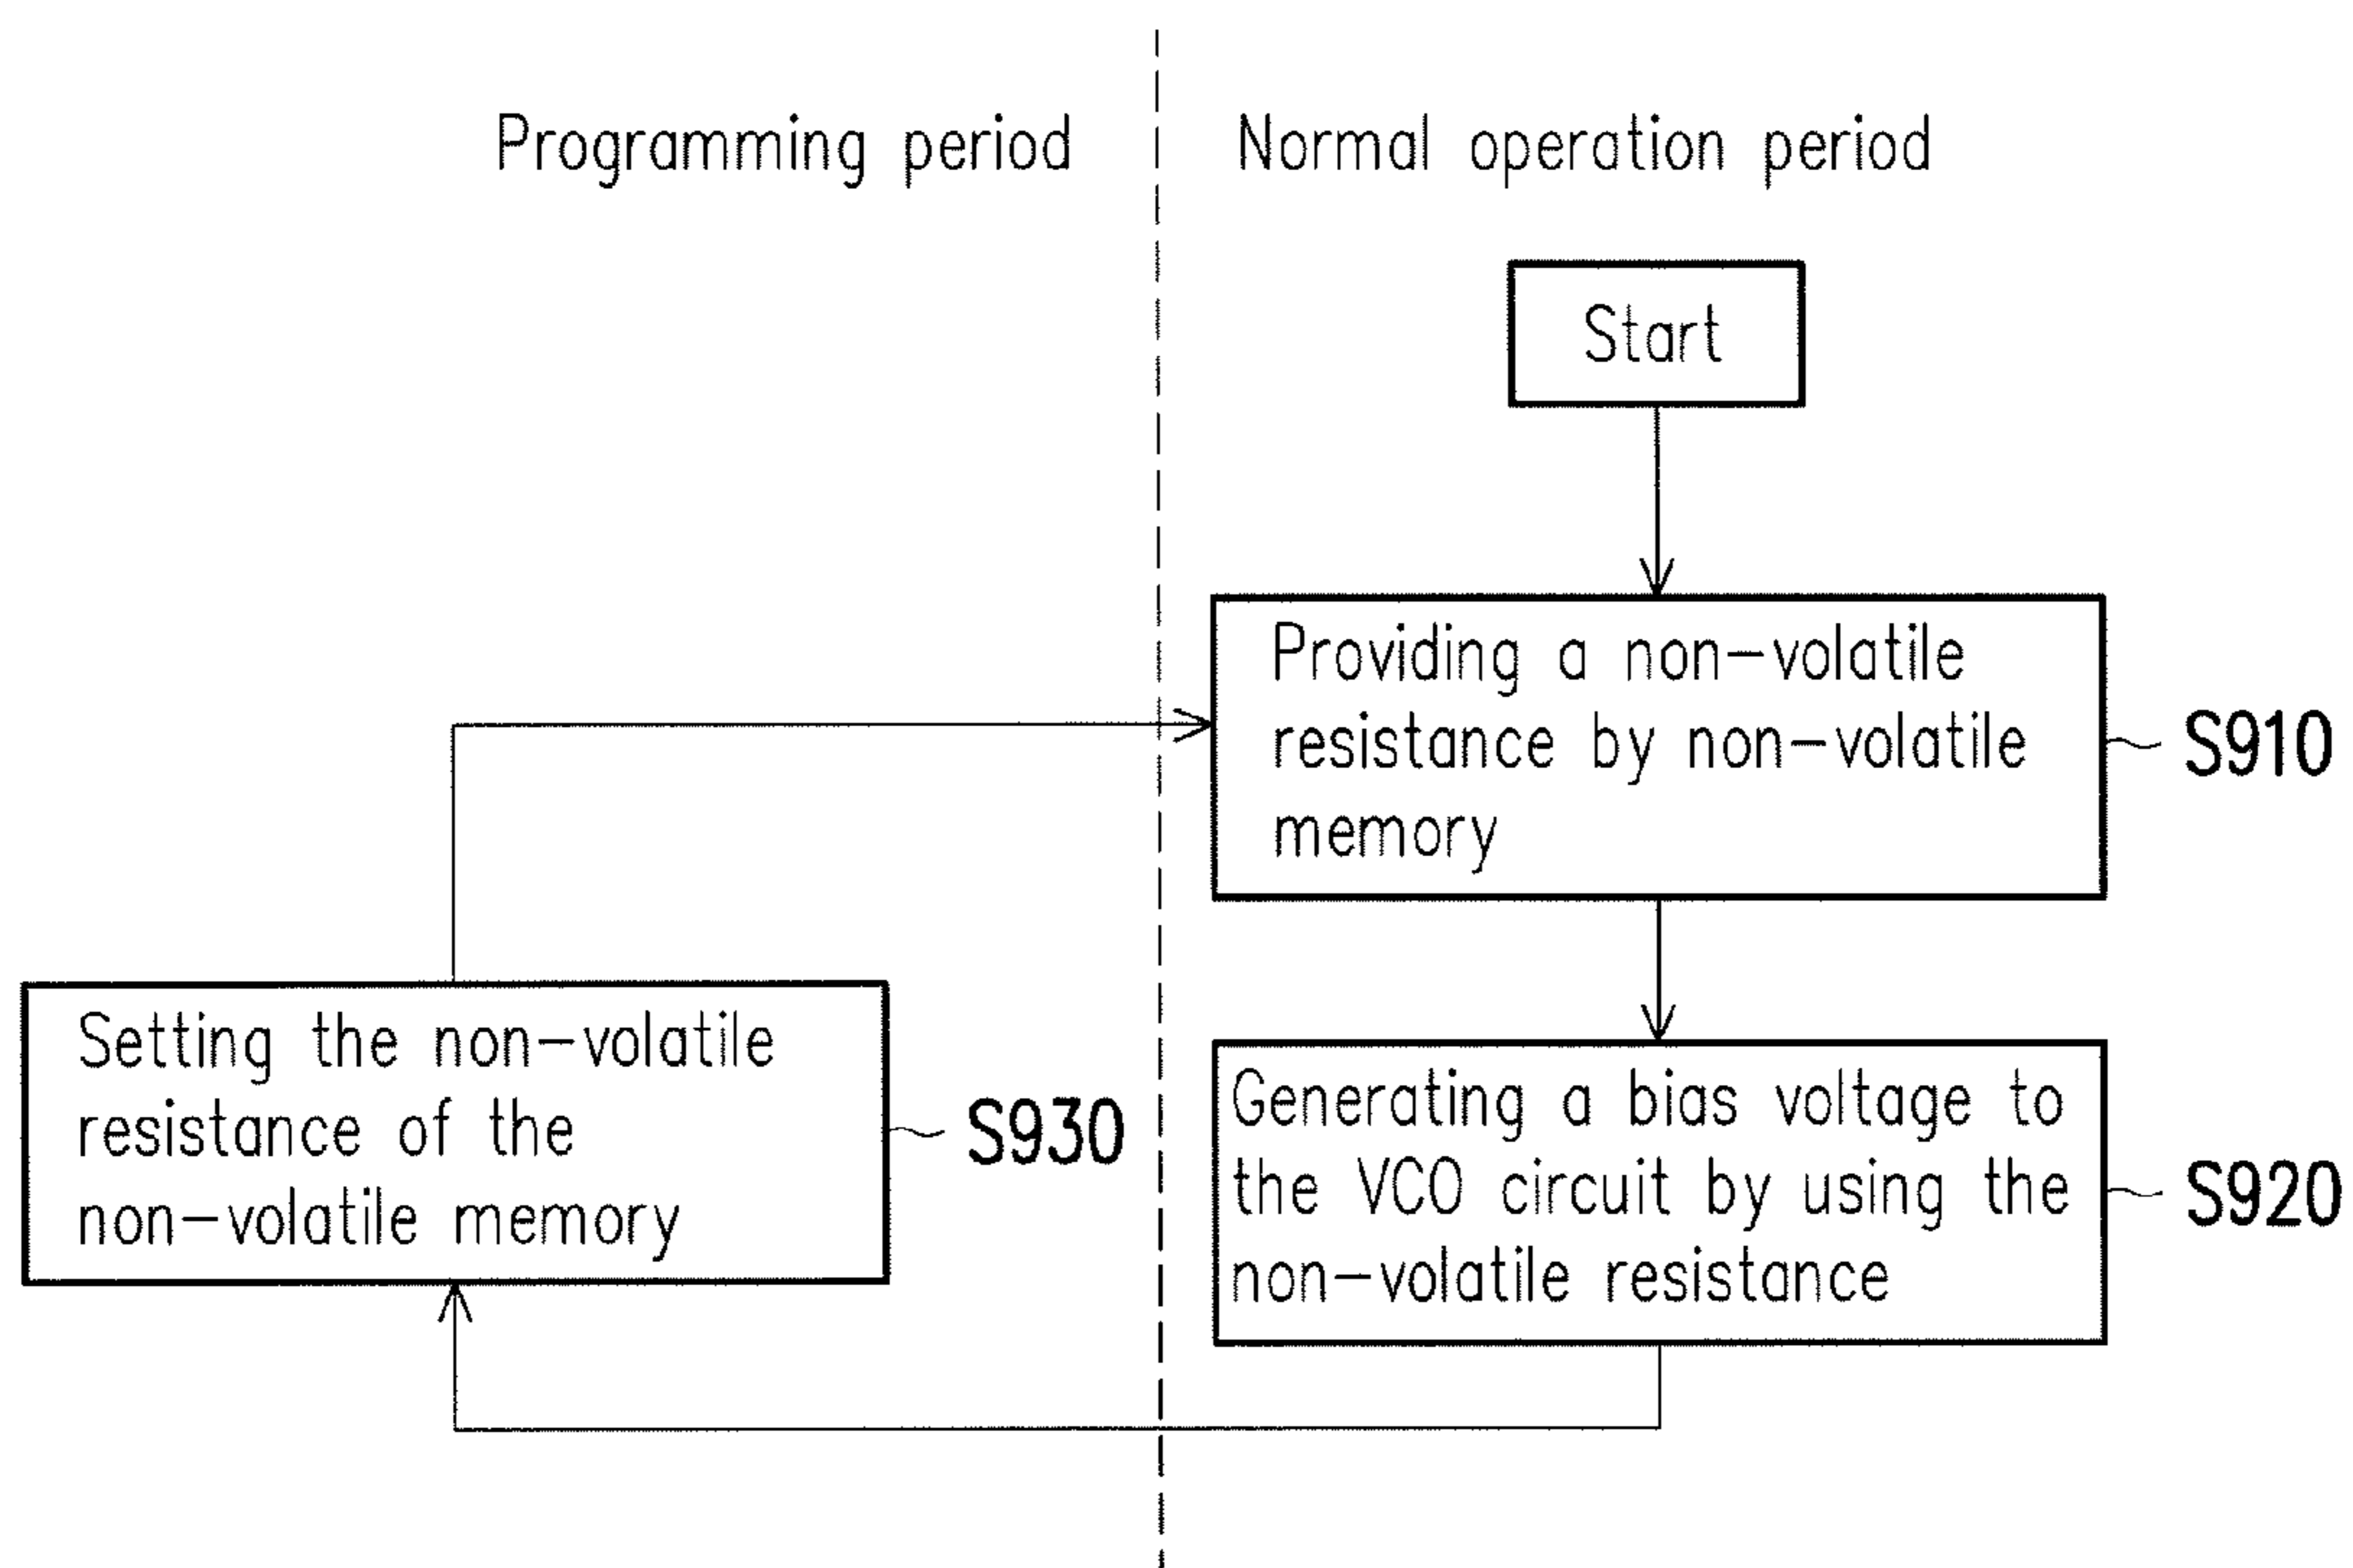 Programming period
Normal operation period
Start
Providing a non-volatile
resistance by non-volatile
memory
S910
Setting the non-volatile
resistance of the
non-volatile memory
S930
Generating a bias voltage to
the VCO circuit by using the
non-volatile resistance
S920